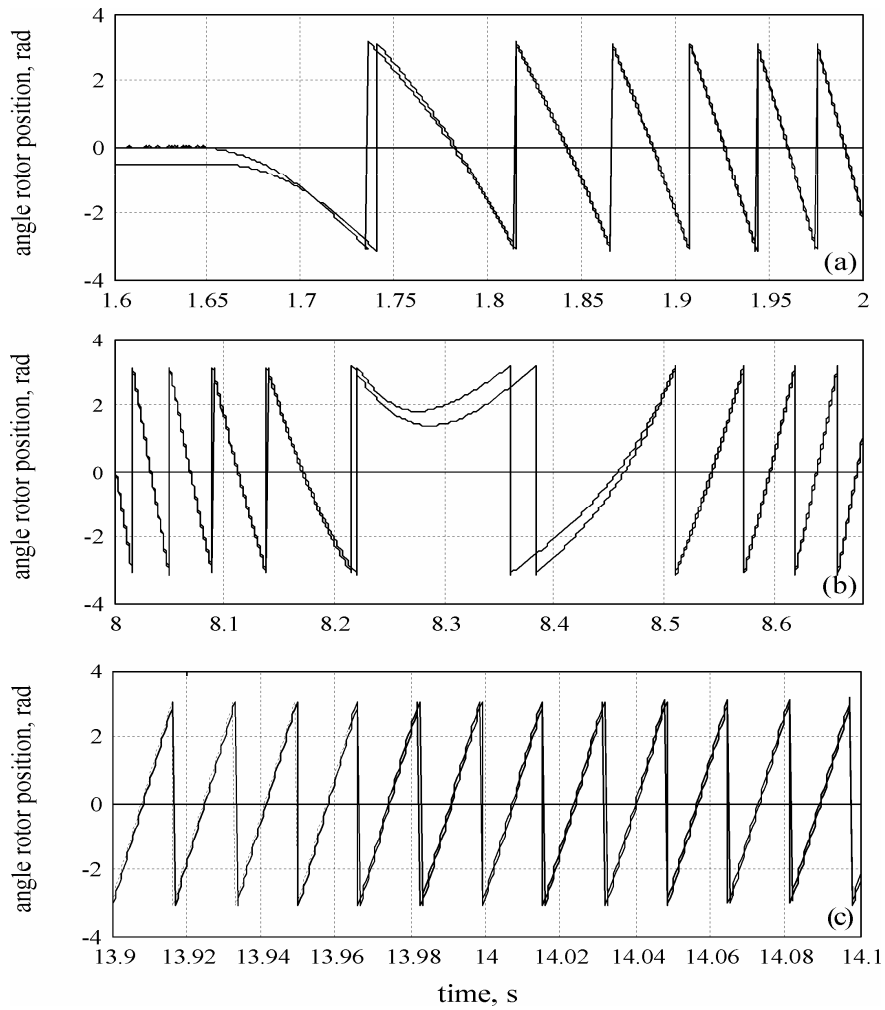 angle rotor position, rad
4
2
0
-2
-4
(a)
1.6 1.65 1.7 1.75 1.8 1.85 1.9 1.95 2
angle rotor position, rad
4
2
0
-2
-4
(b)
8 8.1 8.2 8.3 8.4 8.5 8.6
angle rotor position, rad
4
2
0
-2
-4
(c)
13.9 13.92 13.94 13.96 13.98 14 14.02 14.04 14.06 14.08 14.1
time, s